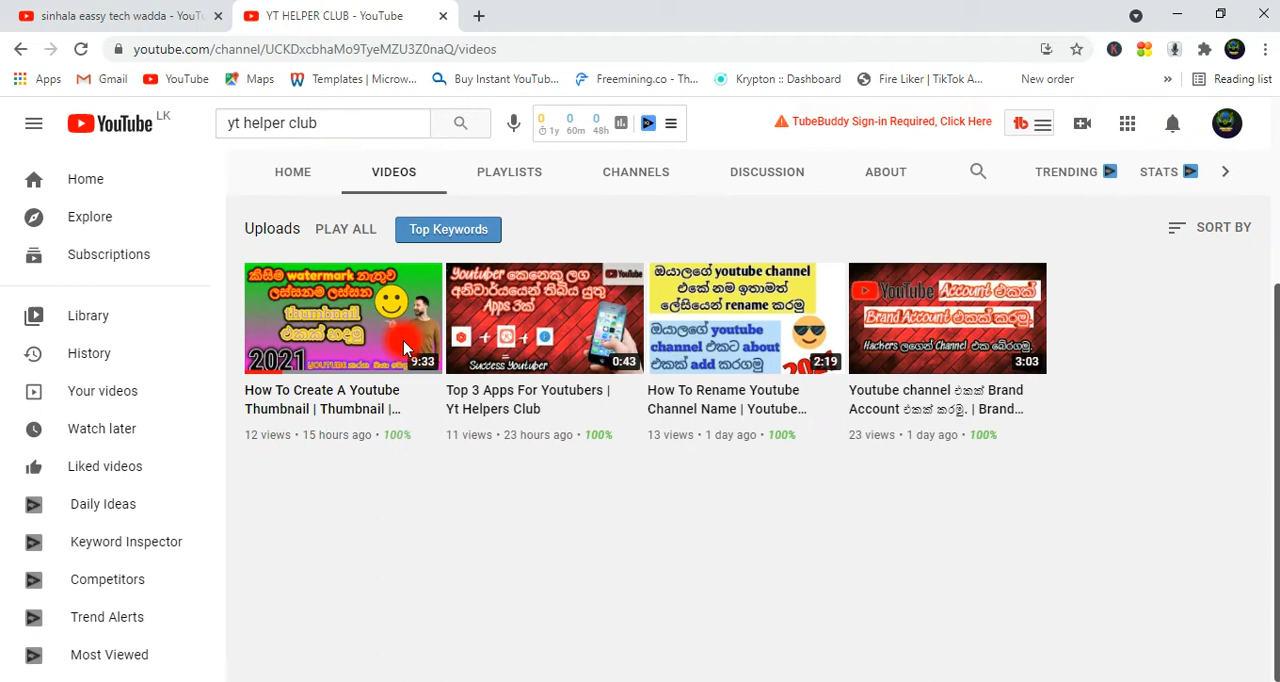 sinhala eassy tech wadda - YouTu
YT HELPER CLUB - YouTube
youtube.com/channel/UCKDxcbhaMo9TyeMZU3Z0naQ/videos
Apps
Gmail
YouTube
Maps
Templates | Microw...
Buy Instant YouTub...
Freemining.co - Th...
Krypton :: Dashboard
Fire Liker | TikTok A...
New order
»
Reading list
YouTube LK
yt helper club
0 0 0
1y 60m 48h
TubeBuddy Sign-in Required, Click Here
tb
HOME
VIDEOS
PLAYLISTS
CHANNELS
DISCUSSION
ABOUT
TRENDING
STATS
Home
Explore
Subscriptions
Library
History
Your videos
Watch later
Liked videos
Daily Ideas
Keyword Inspector
Competitors
Trend Alerts
Most Viewed
Uploads
PLAY ALL
Top Keywords
SORT BY
කිසිම watermark නැතුව
ලස්සනම ලස්සන
thumbnail
එකක් හදමු
2021
9:33
How To Create A Youtube
Thumbnail | Thumbnail |...
12 views • 15 hours ago • 100%
Youtuber කෙනෙකු ලග
YouTube
අනිවාර්යයෙන් තිබිය යුතු
Apps 3ක්
Success Youtuber
0:43
Top 3 Apps For Youtubers |
Yt Helpers Club
11 views • 23 hours ago • 100%
ඔයාලගේ youtube channel
එකේ නම ඉතාමත්
ලේසියෙන් rename කරමු
ඔයාලගේ youtube
channel එකට about
එකක් add කරගමු
2:19
How To Rename Youtube
Channel Name | Youtube...
13 views • 1 day ago • 100%
YouTube Account එකක්
Brand Account එකක් කරමු.
Hackers ලගෙන් Channel එක බේරගමු.
3:03
Youtube channel එකක් Brand
Account එකක් කරමු. | Brand...
23 views • 1 day ago • 100%